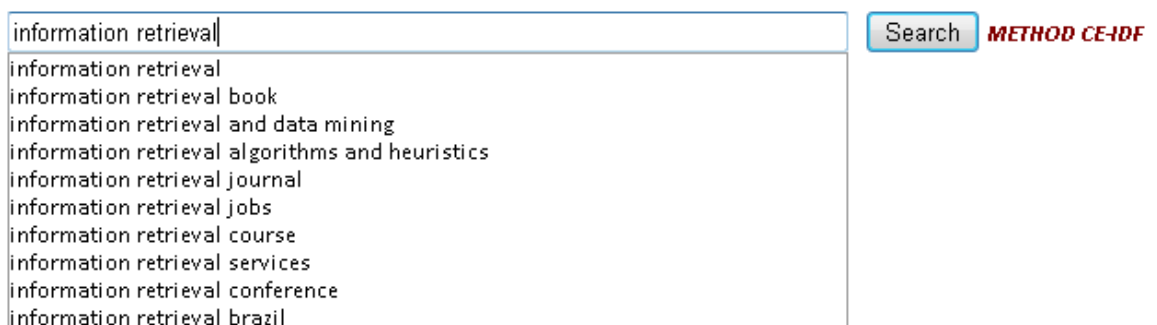 information retrieval Search METHOD CE-IDF
information retrieval
information retrieval book
information retrieval and data mining
information retrieval algorithms and heuristics
information retrieval journal
information retrieval jobs
information retrieval course
information retrieval services
information retrieval conference
information retrieval brazil